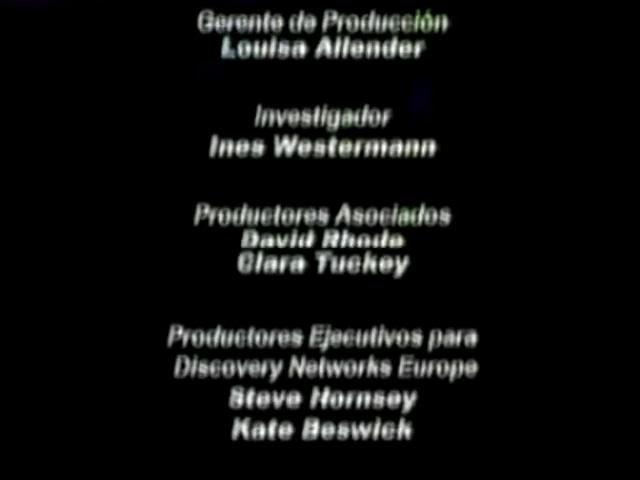 Gerente de Producción
Louisa Allender
Investigador
Ines Westermann
Productores Asociados
David Rhode
Clara Tuckey
Productores Ejecutivos para
Discovery Networks Europe
Steve Hornsey
Kate Beswick